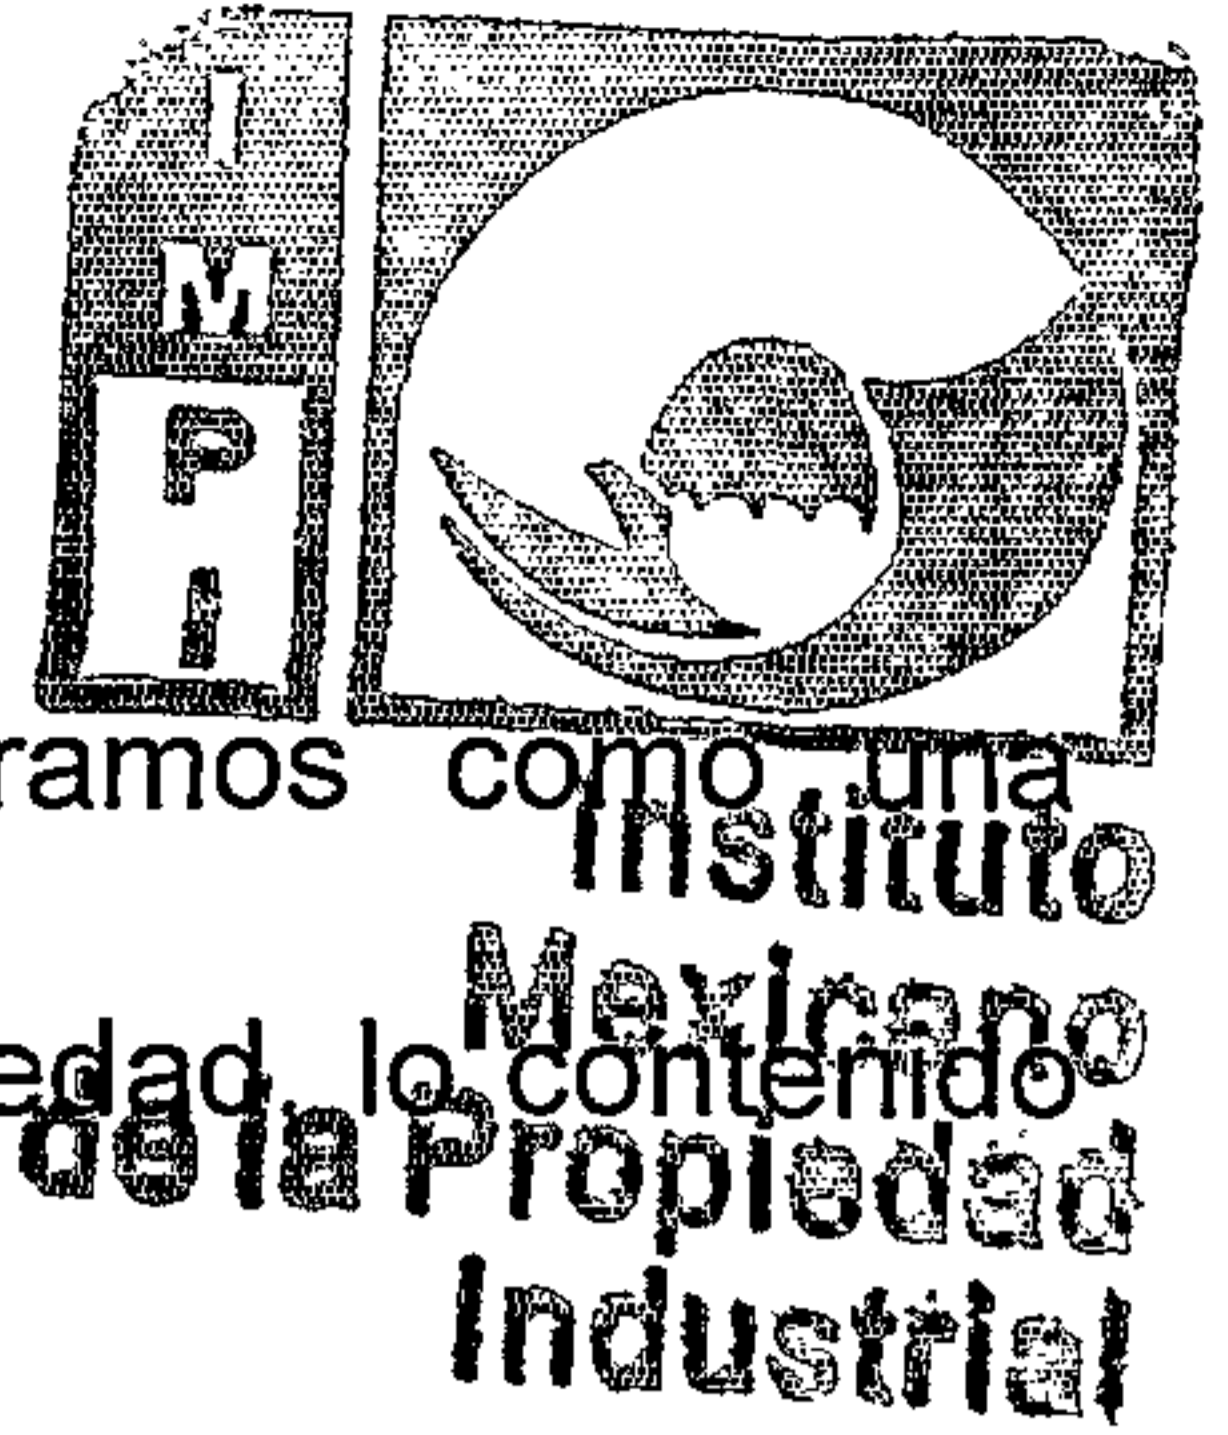 I
M
P
I
ramos como una
Instituto
Mexicano
edad lo contenido
de la Propiedad
Industrial